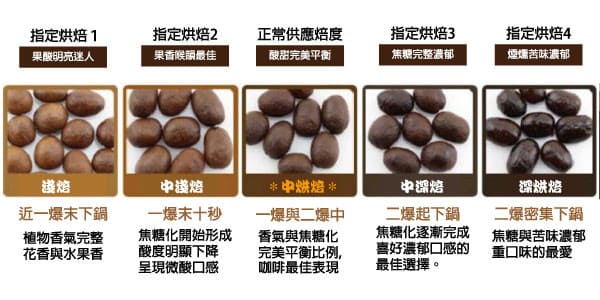 指定烘焙 1
果酸明亮迷人
淺焙
近一爆末下鍋
植物香氣完整
花香與水果香
指定烘焙2
果香喉韻最佳
中淺焙
一爆末十秒
焦糖化開始形成
酸度明顯下降
呈現微酸口感
正常供應焙度
酸甜完美平衡
＊中烘焙＊
一爆與二爆中
香氣與焦糖化
完美平衡比例,
咖啡最佳表現
指定烘焙3
焦糖完整濃郁
中深焙
二爆起下鍋
焦糖化逐漸完成
喜好濃郁口感的
最佳選擇。
指定烘焙4
煙燻苦味濃郁
深烘焙
二爆密集下鍋
焦糖與苦味濃郁
重口味的最愛